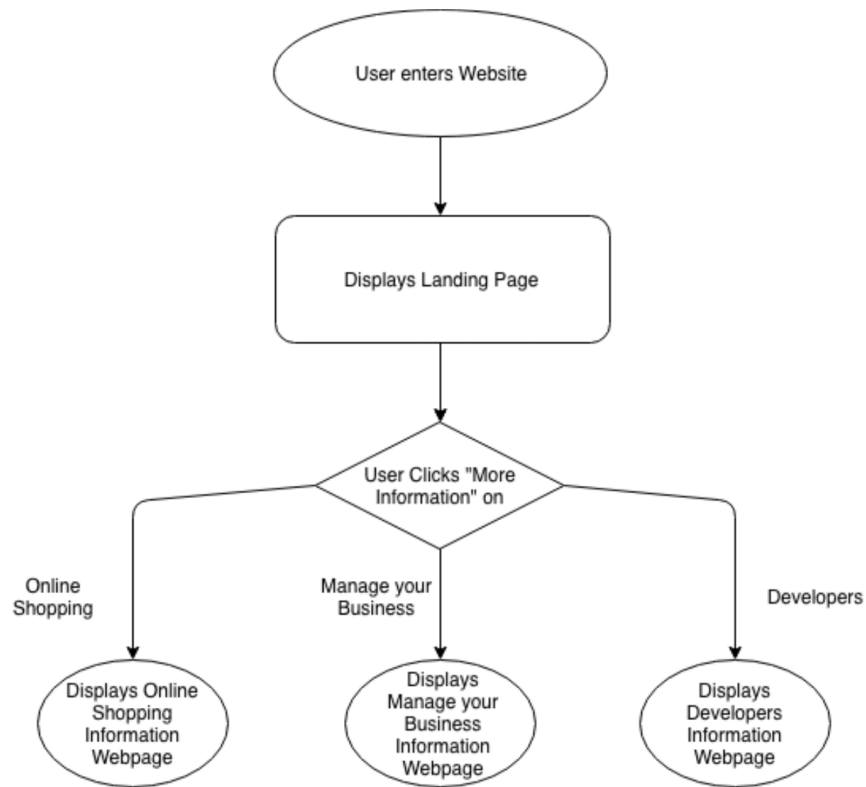 User enters Website
Displays Landing Page
User Clicks "More
Information" on
Online
Shopping
Manage your
Business
Developers
Displays Online
Shopping
Information
Webpage
Displays
Manage your
Business
Information
Webpage
Displays
Developers
Information
Webpage